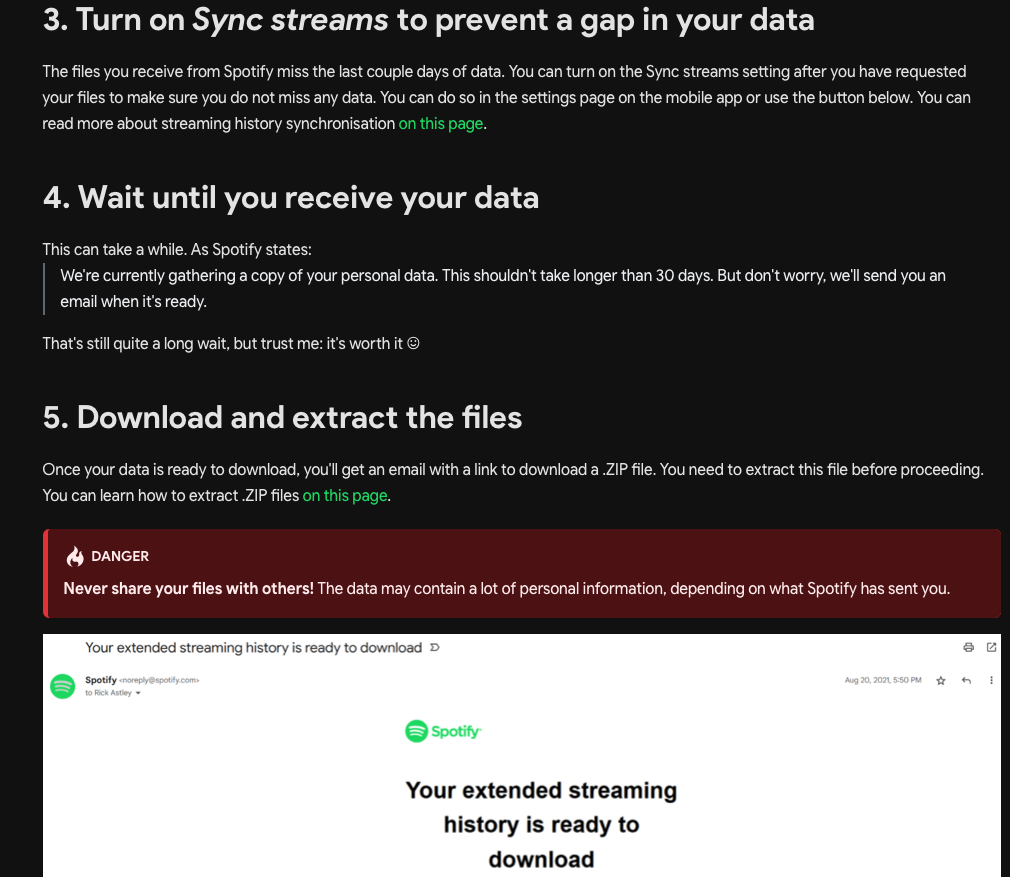 3. Turn on Sync streams to prevent a gap in your data
The files you receive from Spotify miss the last couple days of data. You can turn on the Sync streams setting after you have requested
your files to make sure you do not miss any data. You can do so in the settings page on the mobile app or use the button below. You can
read more about streaming history synchronisation on this page.
4. Wait until you receive your data
This can take a while. As Spotify states:
We're currently gathering a copy of your personal data. This shouldn't take longer than 30 days. But don't worry, we'll send you an
email when it's ready.
That's still quite a long wait, but trust me: it's worth it ☺
5. Download and extract the files
Once your data is ready to download, you'll get an email with a link to download a .ZIP file. You need to extract this file before proceeding.
You can learn how to extract .ZIP files on this page.
DANGER
Never share your files with others! The data may contain a lot of personal information, depending on what Spotify has sent you.
Your extended streaming history is ready to download
Spotify <noreply@spotify.com>
Aug 20, 2021, 5:50 PM
to Rick Astley
Spotify
Your extended streaming
history is ready to
download